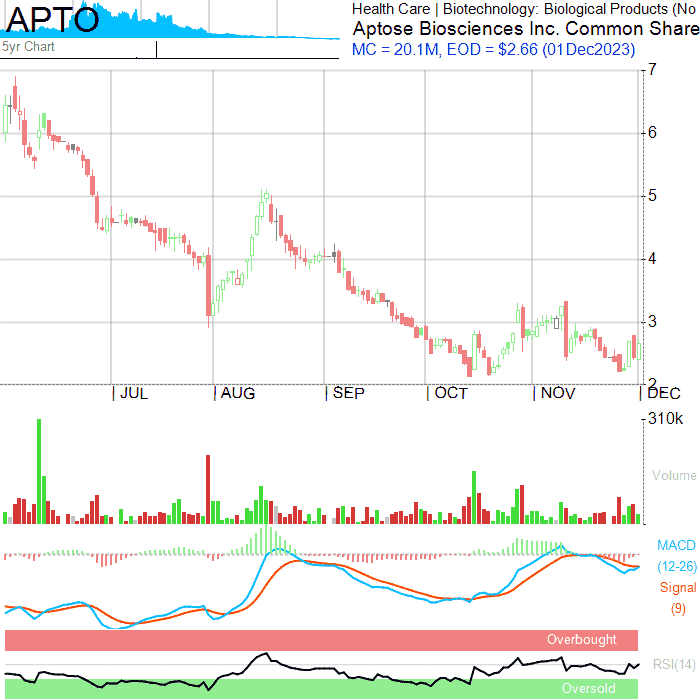 APTO
5yr Chart
Health Care | Biotechnology: Biological Products (No
Aptose Biosciences Inc. Common Share
MC = 20.1M, EOD = $2.66 (01Dec2023)
7
6
5
4
3
2
JUL AUG SEP OCT NOV DEC
310k
Volume
MACD
(12-26)
Signal
(9)
Overbought
RSI(14)
Oversold